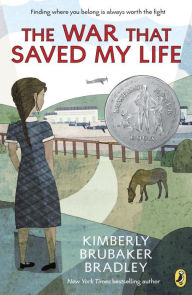 Finding where you belong is always worth the fight
THE WAR THAT
SAVED MY LIFE
KIMBERLY
BRUBAKER
BRADLEY
New York Times bestselling author